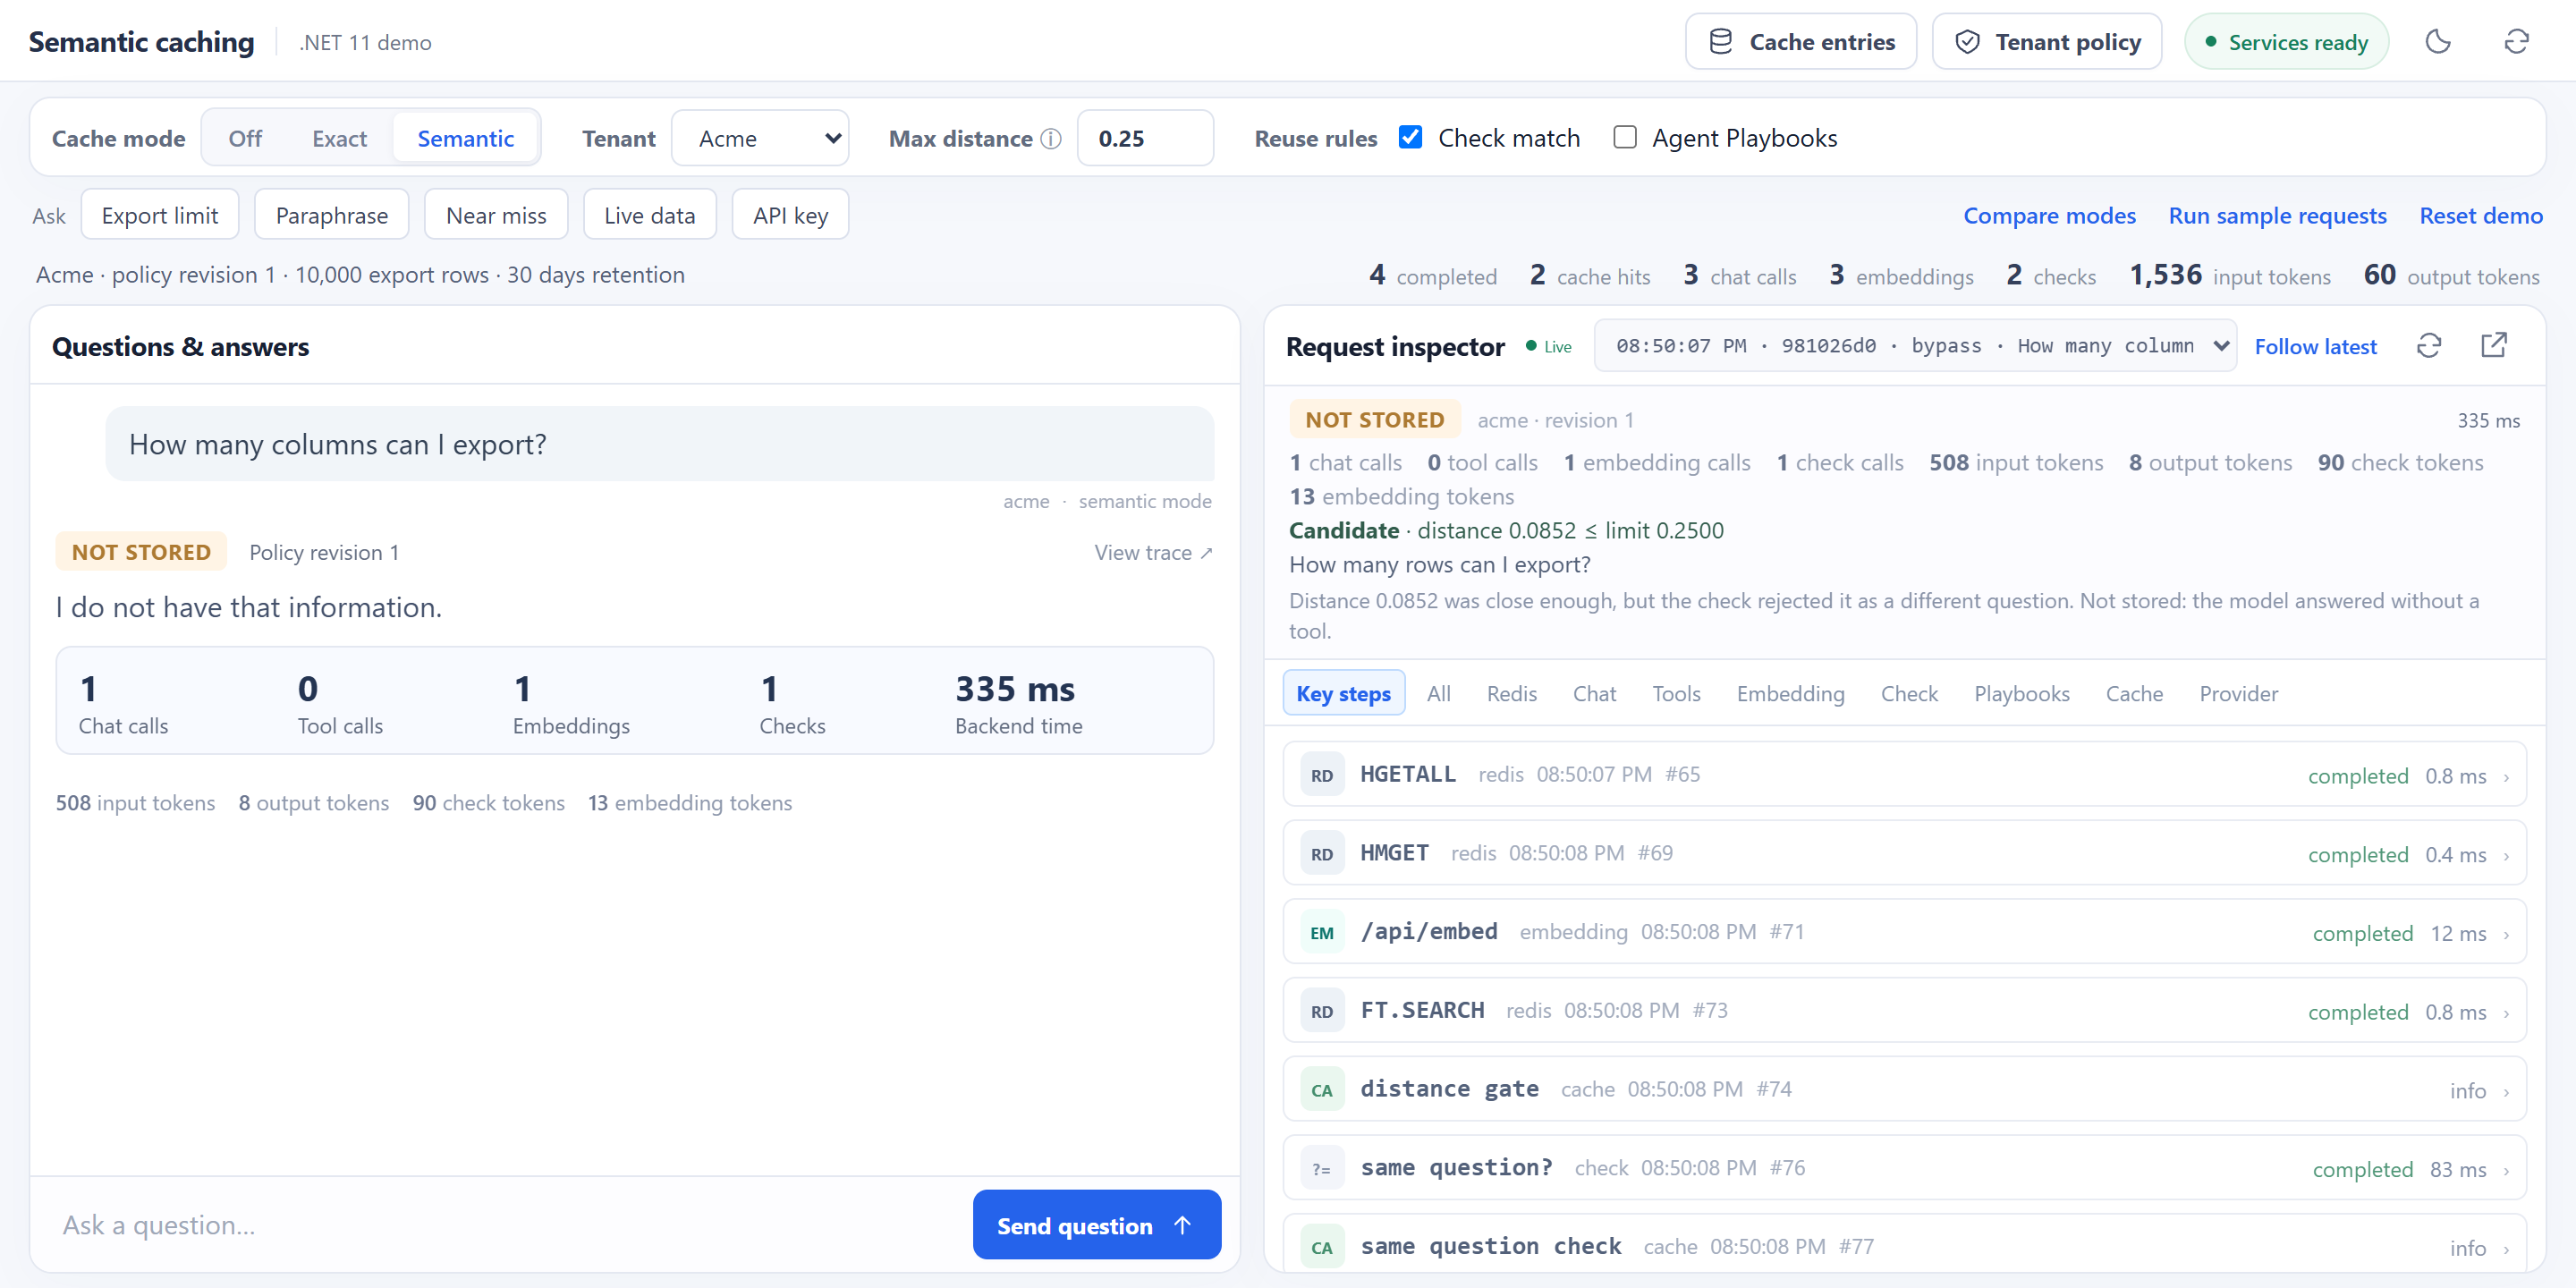 Semantic caching
.NET 11 demo
Cache entries
Tenant policy
Services ready
Cache mode
Off
Exact
Semantic
Tenant
Acme
Max distance
0.25
Reuse rules
Check match
Agent Playbooks
Ask
Export limit
Paraphrase
Near miss
Live data
API key
Compare modes
Run sample requests
Reset demo
Acme · policy revision 1 · 10,000 export rows · 30 days retention
4 completed 2 cache hits 3 chat calls 3 embeddings 2 checks 1,536 input tokens 60 output tokens
Questions & answers
How many columns can I export?
acme · semantic mode
NOT STORED Policy revision 1 View trace ↗
I do not have that information.
1 0 1 1 335 ms
Chat calls Tool calls Embeddings Checks Backend time
508 input tokens 8 output tokens 90 check tokens 13 embedding tokens
Ask a question...
Send question ↑
Request inspector
Live
08:50:07 PM · 981026d0 · bypass · How many column
Follow latest
NOT STORED acme · revision 1 335 ms
1 chat calls 0 tool calls 1 embedding calls 1 check calls 508 input tokens 8 output tokens 90 check tokens
13 embedding tokens
Candidate · distance 0.0852 ≤ limit 0.2500
How many rows can I export?
Distance 0.0852 was close enough, but the check rejected it as a different question. Not stored: the model answered without a
tool.
Key steps All Redis Chat Tools Embedding Check Playbooks Cache Provider
RD HGETALL redis 08:50:07 PM #65 completed 0.8 ms ›
RD HMGET redis 08:50:08 PM #69 completed 0.4 ms ›
EM /api/embed embedding 08:50:08 PM #71 completed 12 ms ›
RD FT.SEARCH redis 08:50:08 PM #73 completed 0.8 ms ›
CA distance gate cache 08:50:08 PM #74 info ›
?= same question? check 08:50:08 PM #76 completed 83 ms ›
CA same question check cache 08:50:08 PM #77 info ›